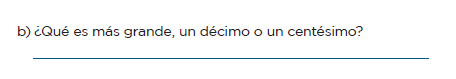 b) ¿Qué es más grande, un décimo o un centésimo?